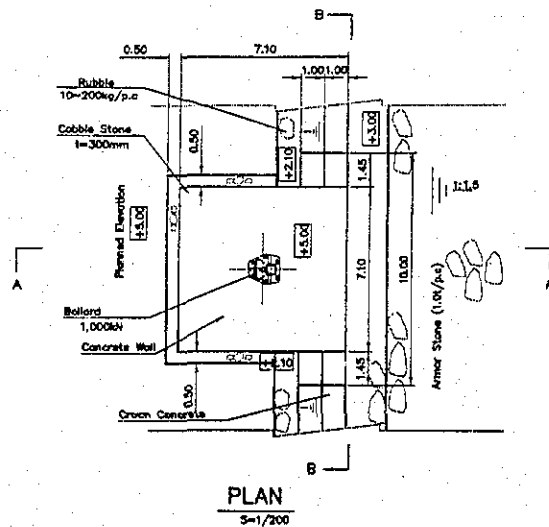 B
0.50
7.10
1.00 1.00
Rubble
10~200kg/p.c
+3.00
Cobble Stone
t=300mm
0.50
+2.10
1.45
1:1.5
Planned Elevation
+5.00
+5.00
7.10
10.00
A
A
Armor Stone (1.0t/p.c)
Bollard
1,000kN
Concrete Wall
1.45
0.50
Crown Concrete
B
PLAN
S=1/200